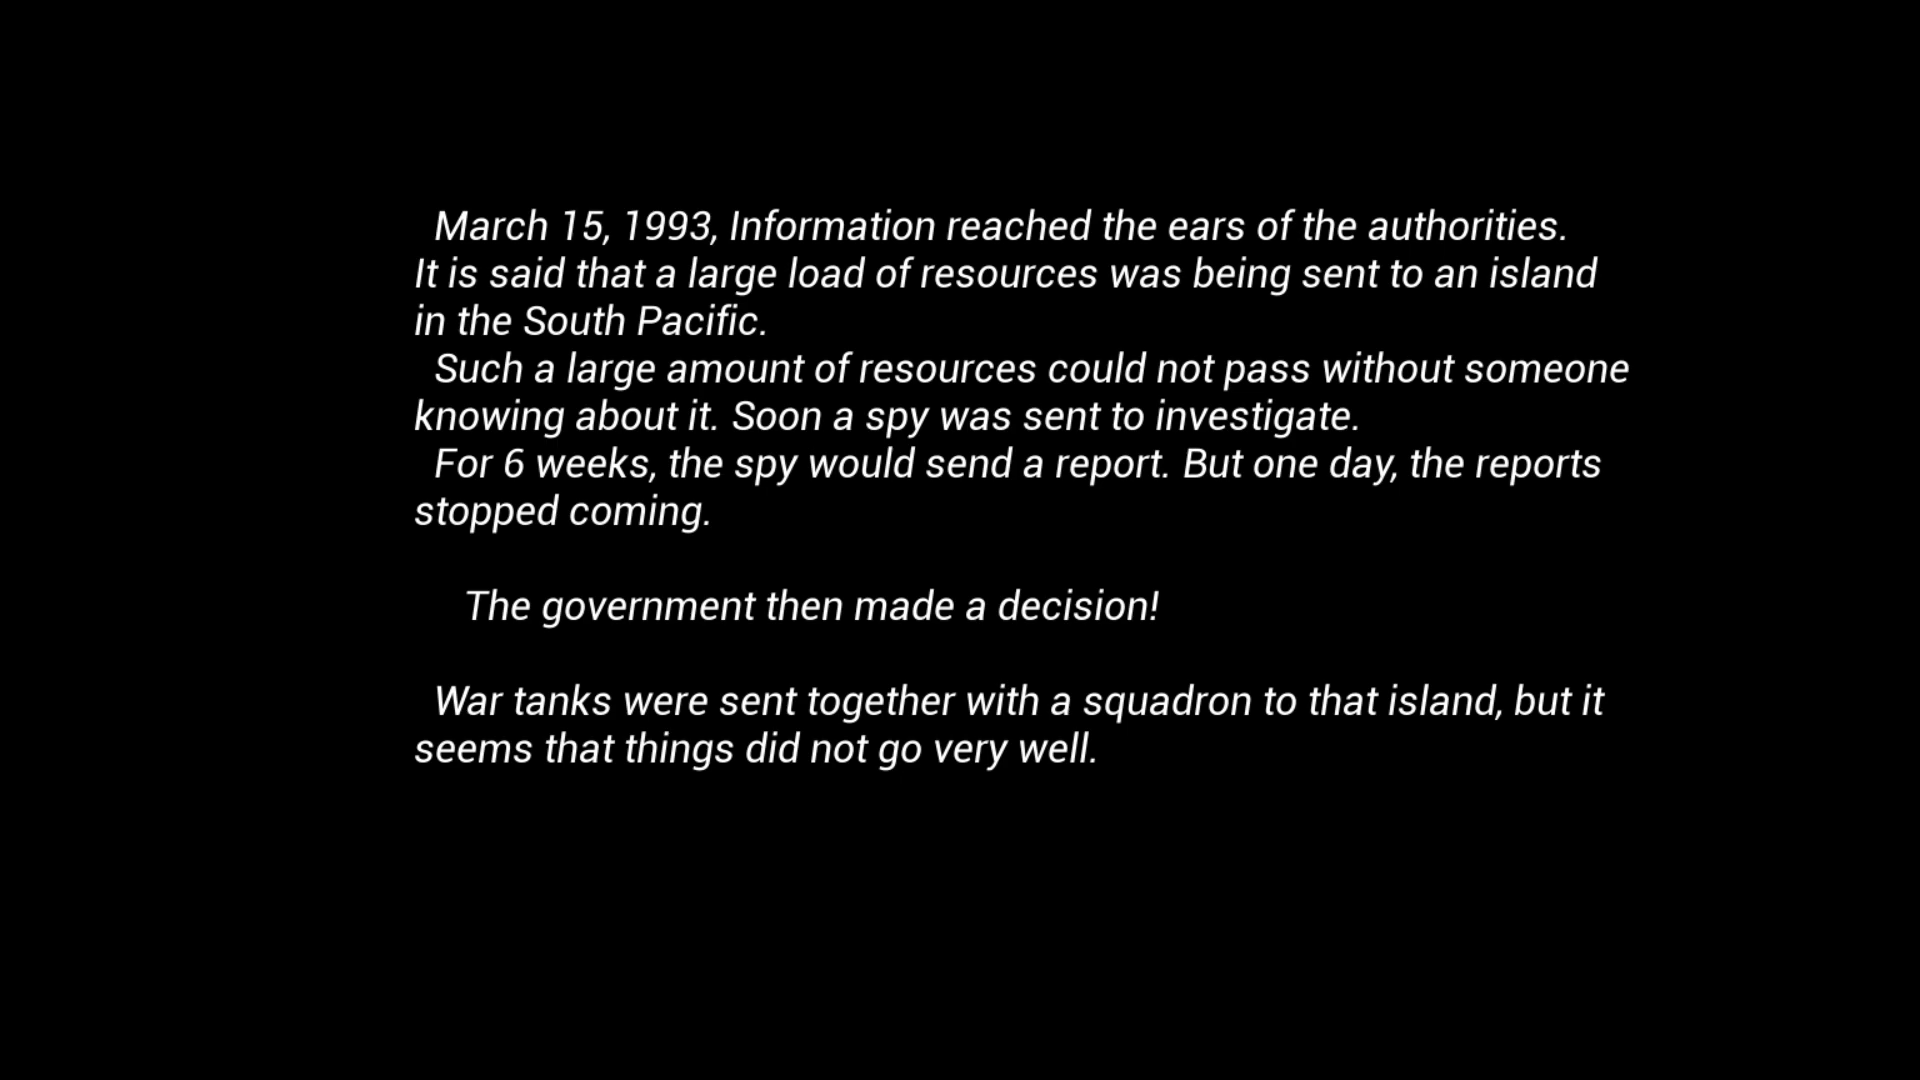 March 15, 1993, Information reached the ears of the authorities.
It is said that a large load of resources was being sent to an island
in the South Pacific.
Such a large amount of resources could not pass without someone
knowing about it. Soon a spy was sent to investigate.
For 6 weeks, the spy would send a report. But one day, the reports
stopped coming.
The government then made a decision!
War tanks were sent together with a squadron to that island, but it
seems that things did not go very well.